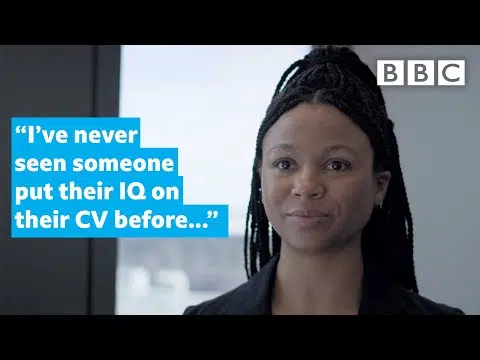 BBC
“I’ve never
seen someone
put their IQ on
their CV before...”